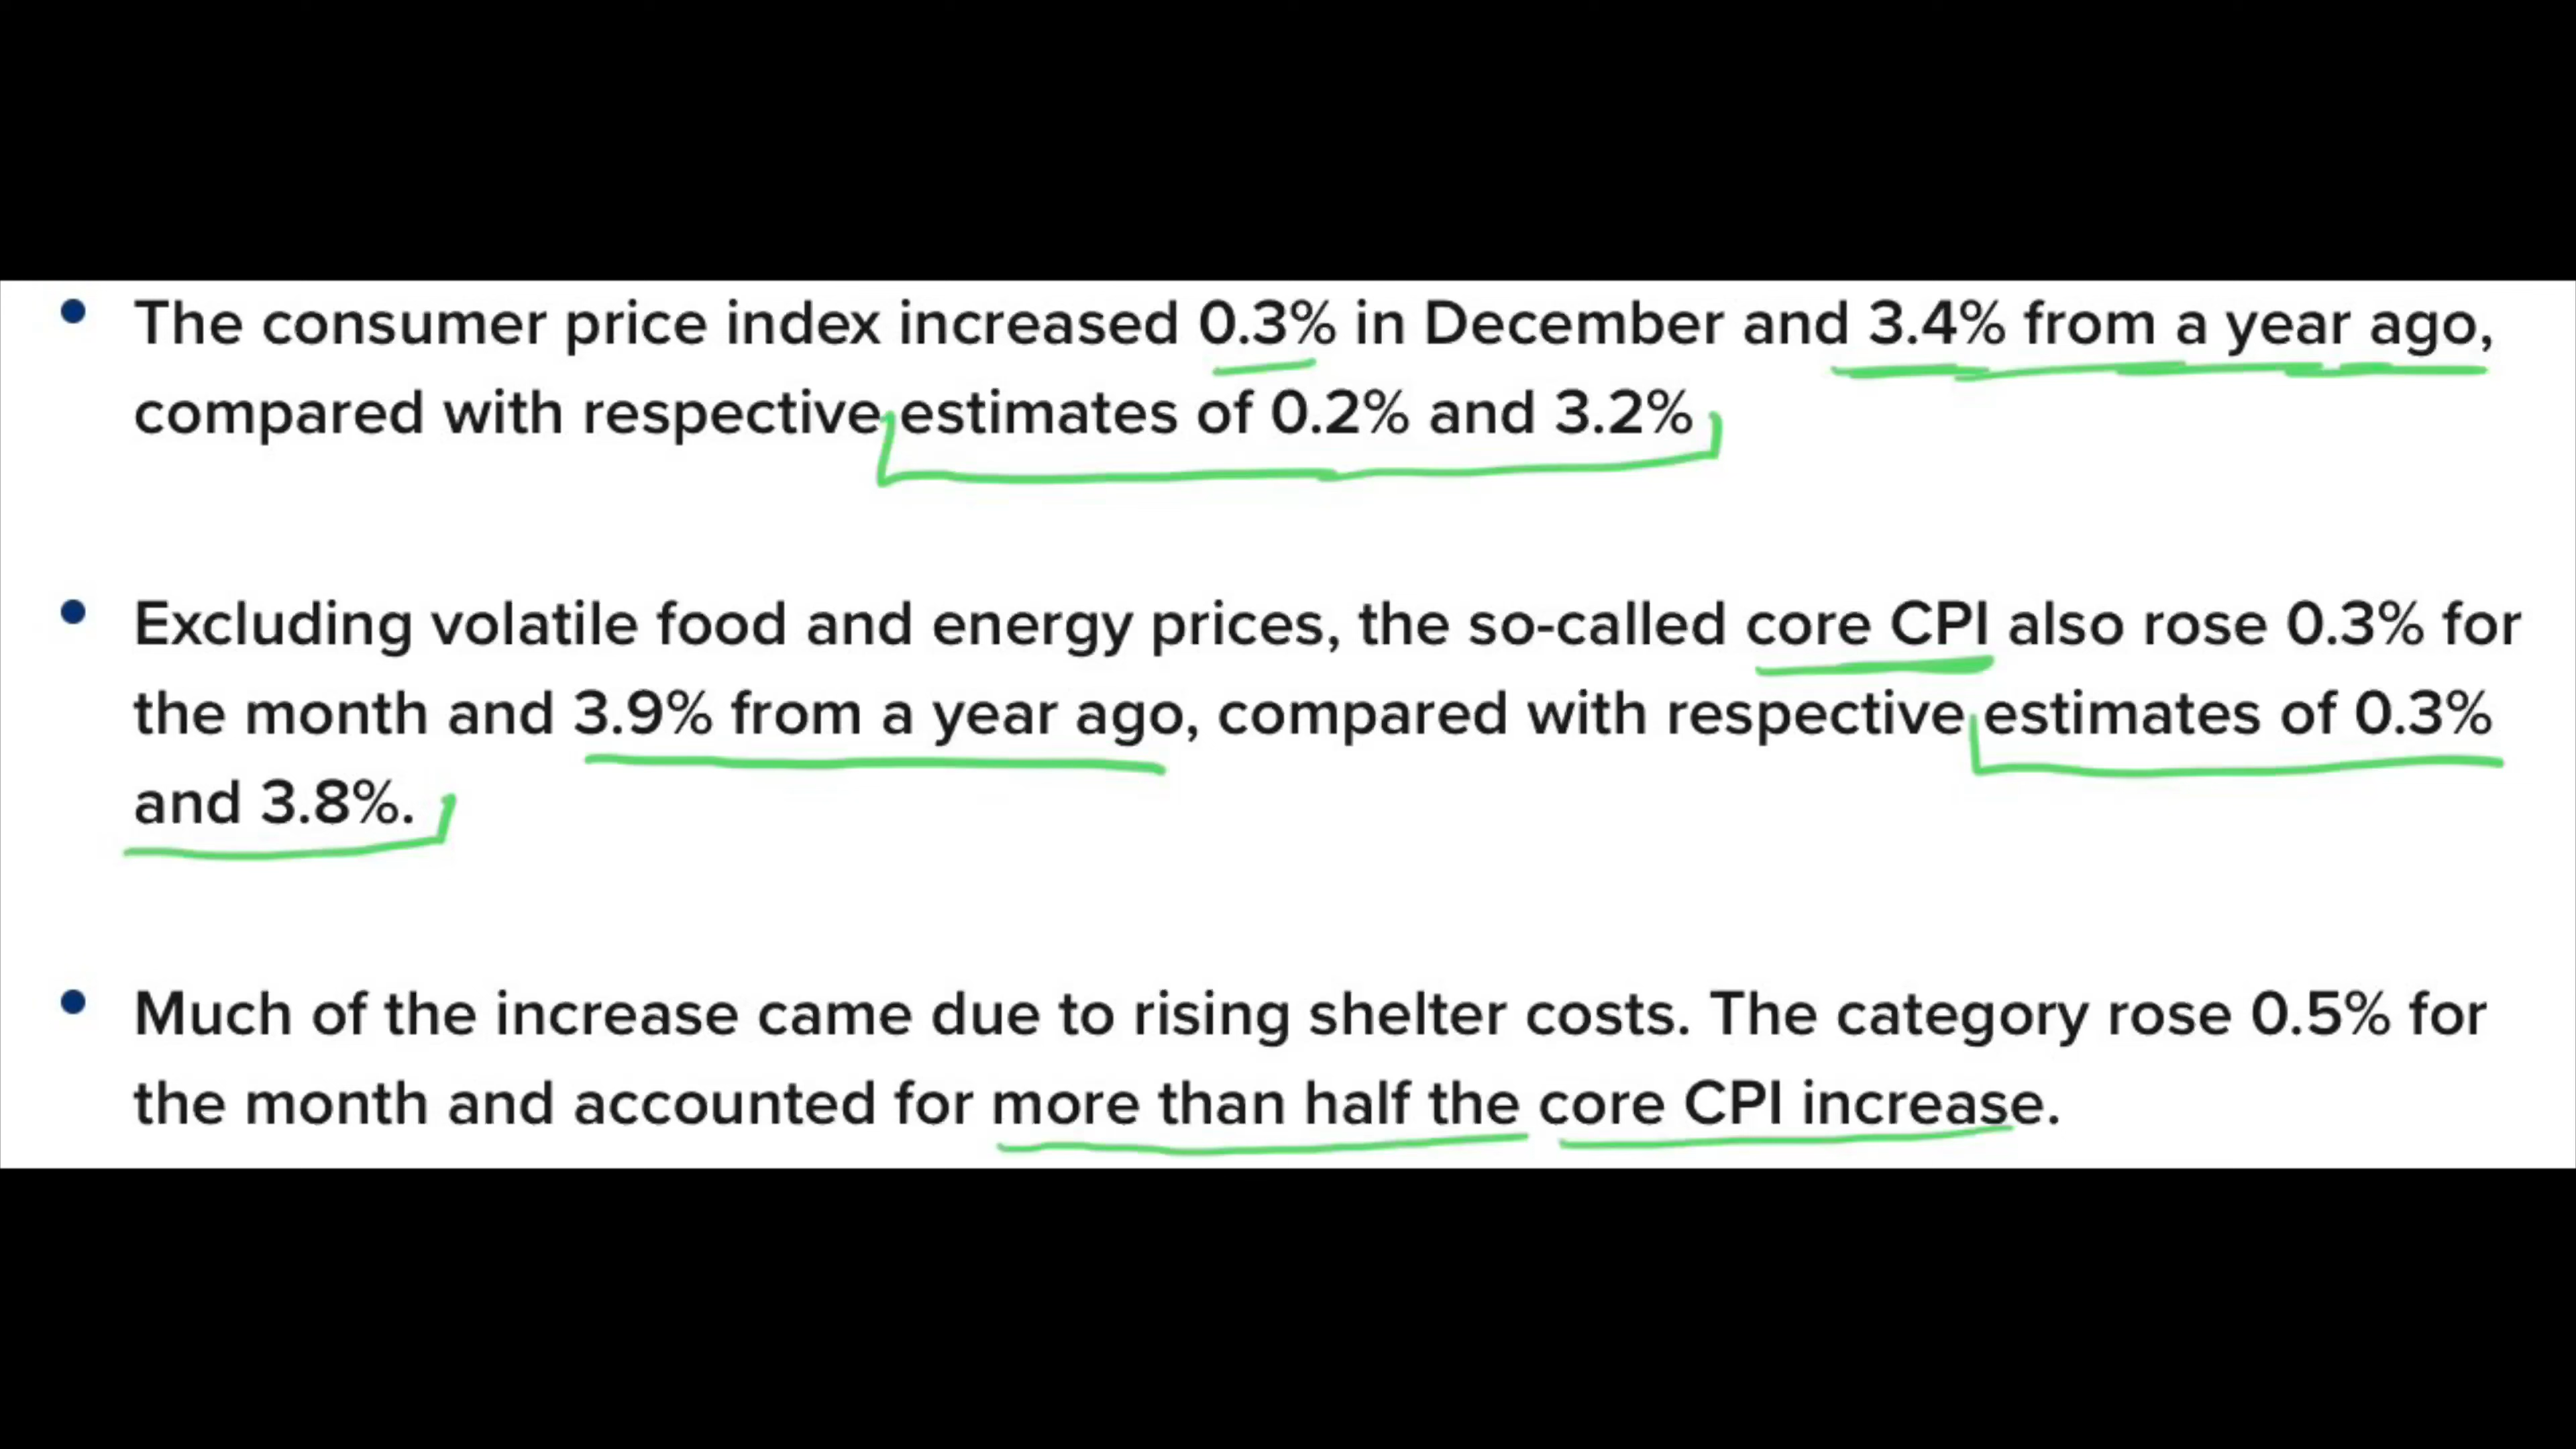 • The consumer price index increased 0.3% in December and 3.4% from a year ago,
compared with respective estimates of 0.2% and 3.2%
• Excluding volatile food and energy prices, the so-called core CPI also rose 0.3% for
the month and 3.9% from a year ago, compared with respective estimates of 0.3%
and 3.8%.
• Much of the increase came due to rising shelter costs. The category rose 0.5% for
the month and accounted for more than half the core CPI increase.